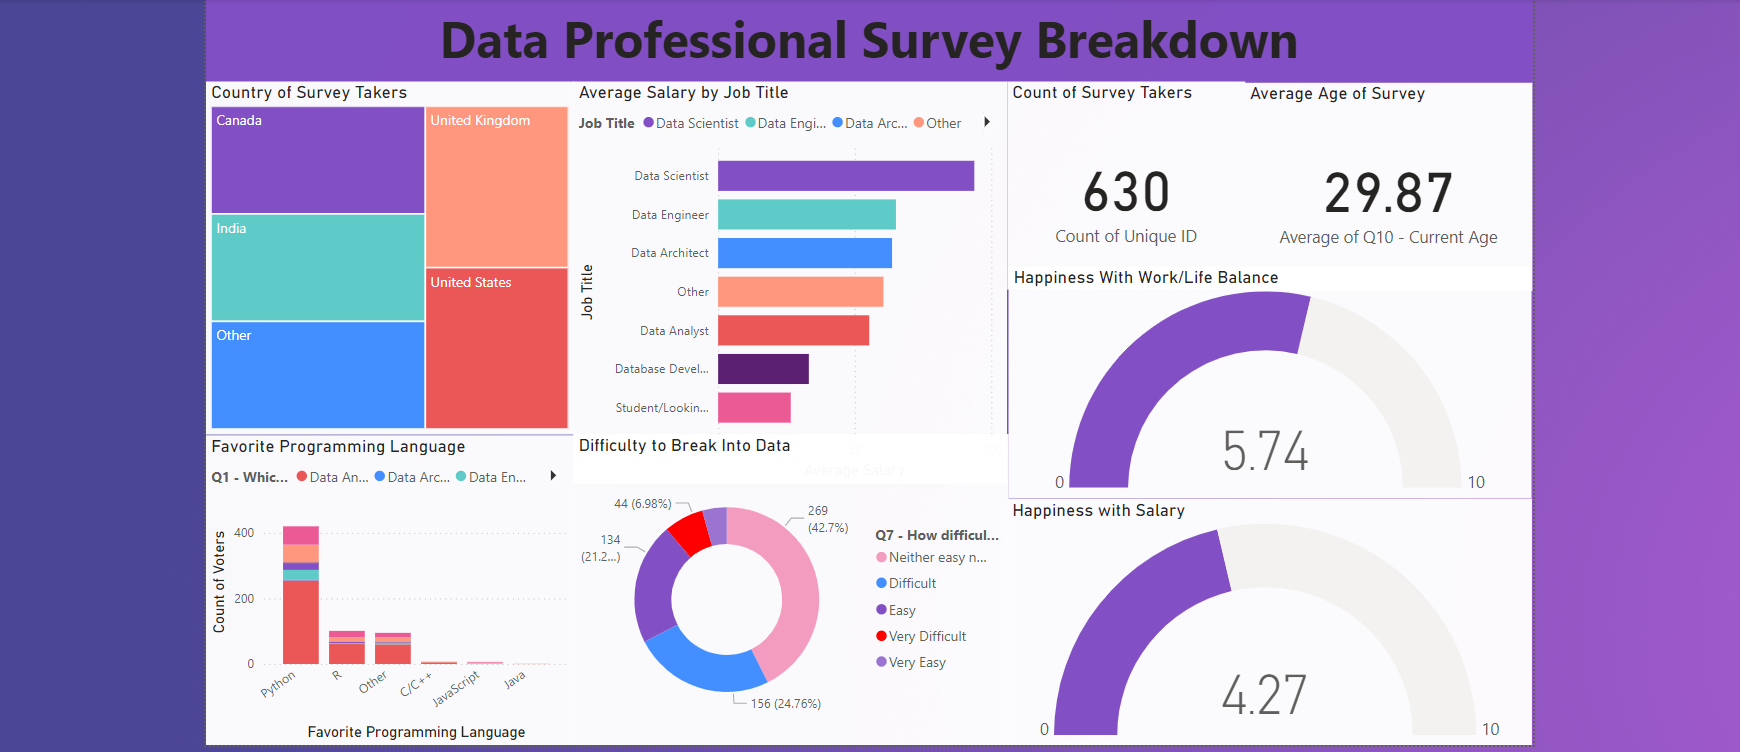 Data Professional Survey Breakdown
Country of Survey Takers
Canada
United Kingdom
India
United States
Other
Average Salary by Job Title
Job Title Data Scientist Data Engi... Data Arc... Other
Job Title
Data Scientist
Data Engineer
Data Architect
Other
Data Analyst
Database Devel...
Student/Lookin...
Average Salary
Count of Survey Takers
630
Count of Unique ID
Average Age of Survey
29.87
Average of Q10 - Current Age
Happiness With Work/Life Balance
5.74
0
10
Favorite Programming Language
Q1 - Whic... Data An... Data Arc... Data En...
Count of Voters
400
200
0
Python
R
Other
C/C++
JavaScript
Java
Favorite Programming Language
Difficulty to Break Into Data
44 (6.98%)
269
(42.7%)
134
(21.2...)
156 (24.76%)
Q7 - How difficul...
Neither easy n...
Difficult
Easy
Very Difficult
Very Easy
Happiness with Salary
4.27
0
10